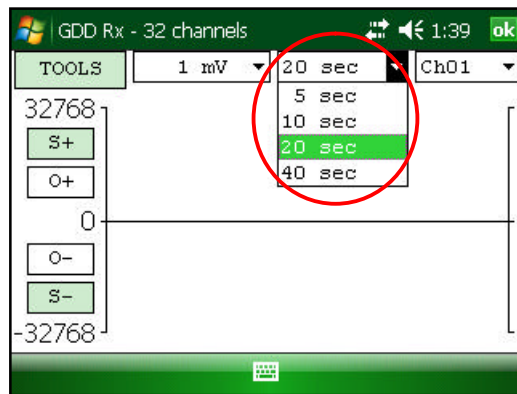 GDD Rx - 32 channels 1:39 ok
TOOLS 1 mV 20 sec Ch01
5 sec
10 sec
20 sec
40 sec
32768
S+
O+
0
O-
S-
-32768